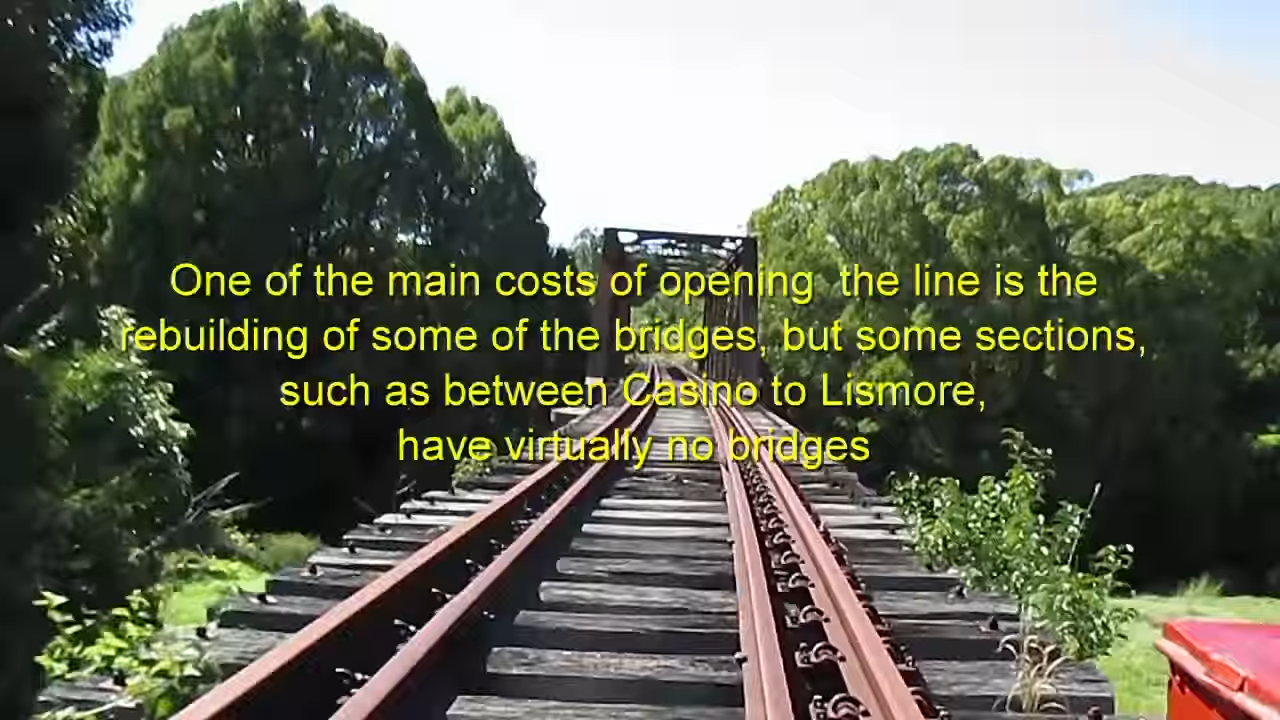 One of the main costs of opening  the line is the
rebuilding of some of the bridges, but some sections,
such as between Casino to Lismore,
have virtually no bridges